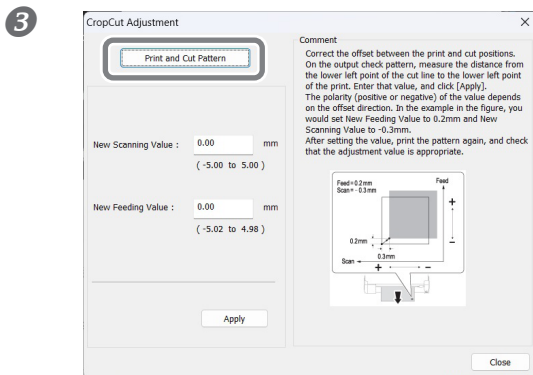 3
CropCut Adjustment
Print and Cut Pattern
New Scanning Value : 0.00 mm
( -5.00 to 5.00 )
New Feeding Value : 0.00 mm
( -5.02 to 4.98 )
Apply
Comment
Correct the offset between the print and cut positions.
On the output check pattern, measure the distance from
the lower left point of the cut line to the lower left point
of the print. Enter that value, and click [Apply].
The polarity (positive or negative) of the value depends
on the offset direction. In the example in the figure, you
would set New Feeding Value to 0.2mm and New
Scanning Value to -0.3mm.
After setting the value, print the pattern again, and check
that the adjustment value is appropriate.
Feed=0.2 mm
Scan= - 0.3 mm
Feed
+
0.2mm
−
0.3mm
Scan
+ −
Close